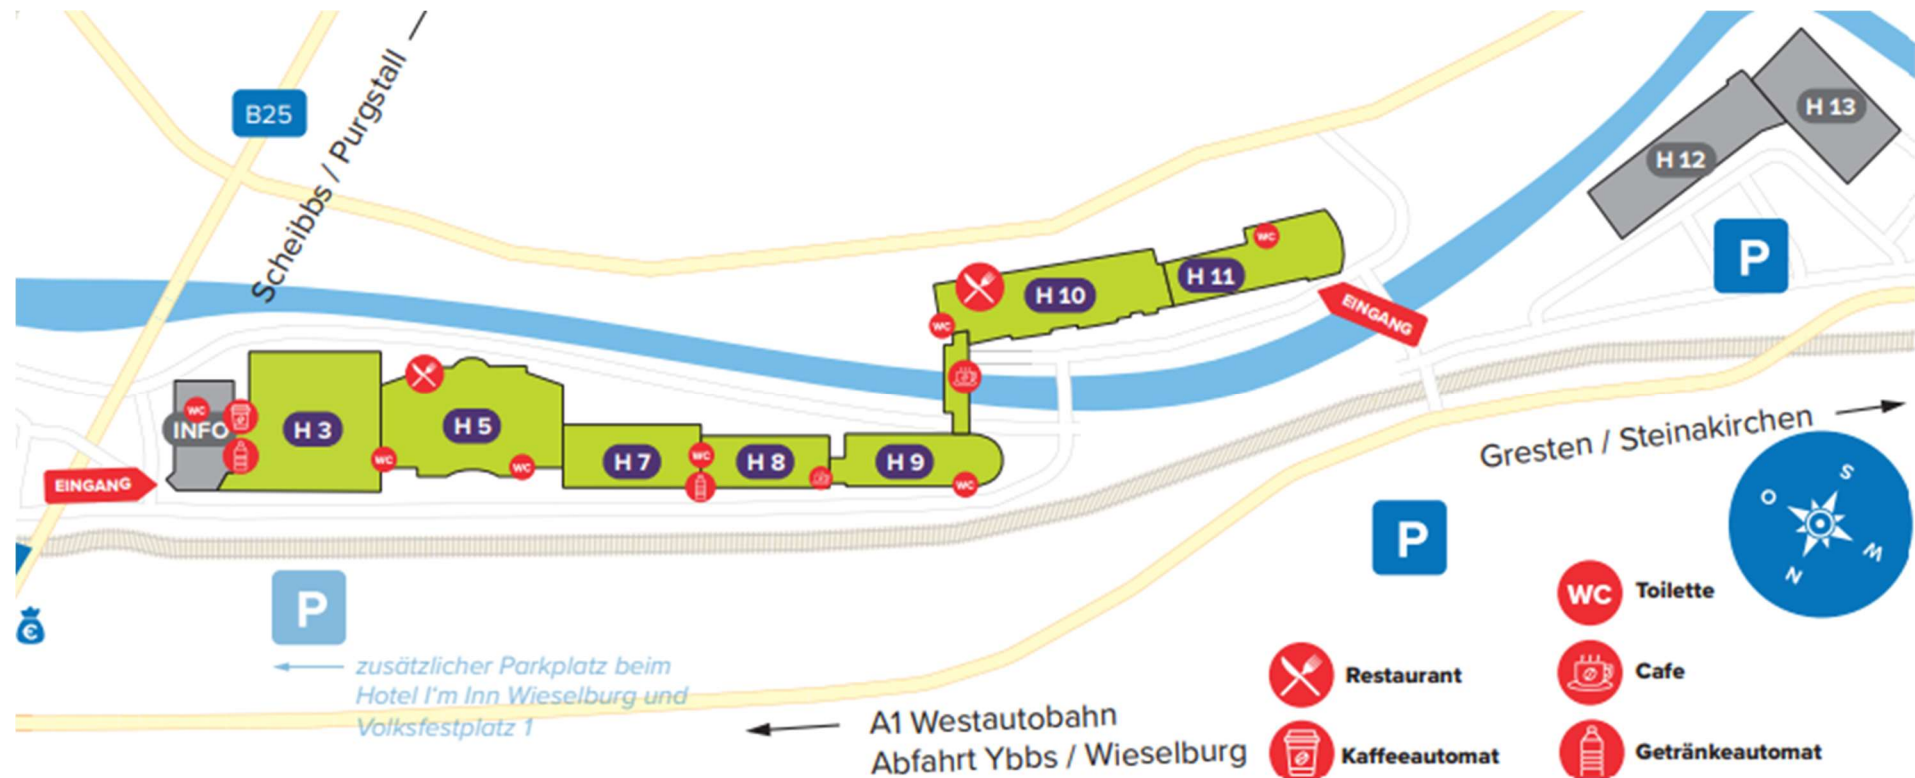 B25
Scheibbs / Purgstall
H 13
H 12
P
WC
H 11
H 10
EINGANG
WC
WC
INFO
H 3
H 5
WC
WC
H 7
WC
H 8
H 9
WC
EINGANG
Gresten / Steinakirchen
S
O
W
N
P
P
€
zusätzlicher Parkplatz beim
Hotel I'm Inn Wieselburg und
Volksfestplatz 1
A1 Westautobahn
Abfahrt Ybbs / Wieselburg
WC Toilette
Restaurant
Cafe
Kaffeeautomat
Getränkeautomat